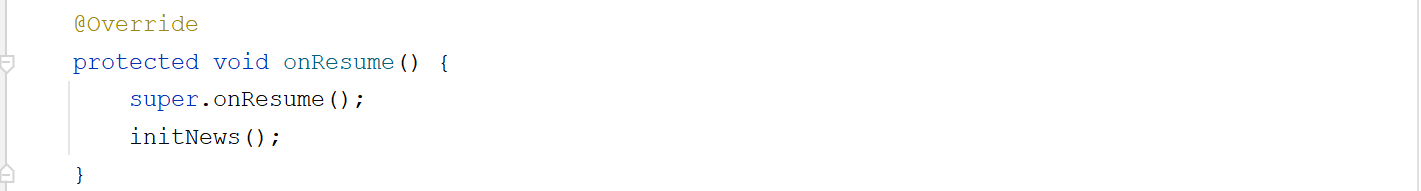 @Override
protected void onResume() {
    super.onResume();
    initNews();
}